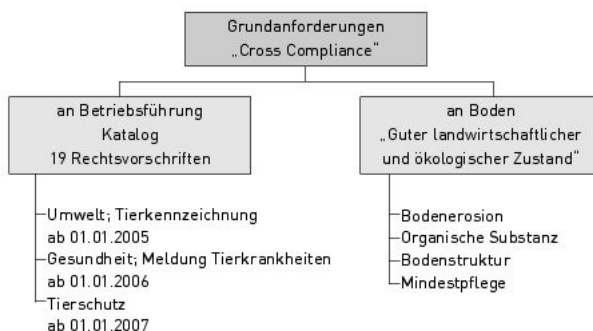 Grundanforderungen
„Cross Compliance“
an Betriebsführung
Katalog
19 Rechtsvorschriften
Umwelt; Tierkennzeichnung
ab 01.01.2005
Gesundheit; Meldung Tierkrankheiten
ab 01.01.2006
Tierschutz
ab 01.01.2007
an Boden
„Guter landwirtschaftlicher
und ökologischer Zustand“
Bodenerosion
Organische Substanz
Bodenstruktur
Mindestpflege